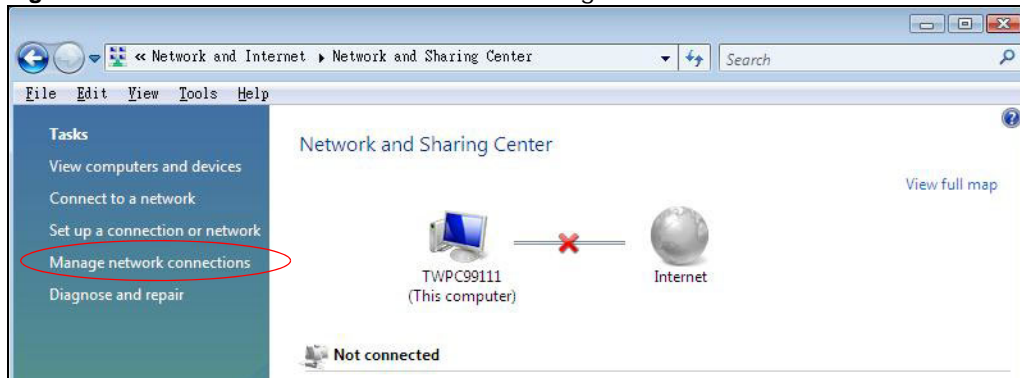 « Network and Internet ▸ Network and Sharing Center
Search
File Edit View Tools Help
Tasks
View computers and devices
Connect to a network
Set up a connection or network
Manage network connections
Diagnose and repair
Network and Sharing Center
View full map
TWPC99111
(This computer)
Internet
Not connected